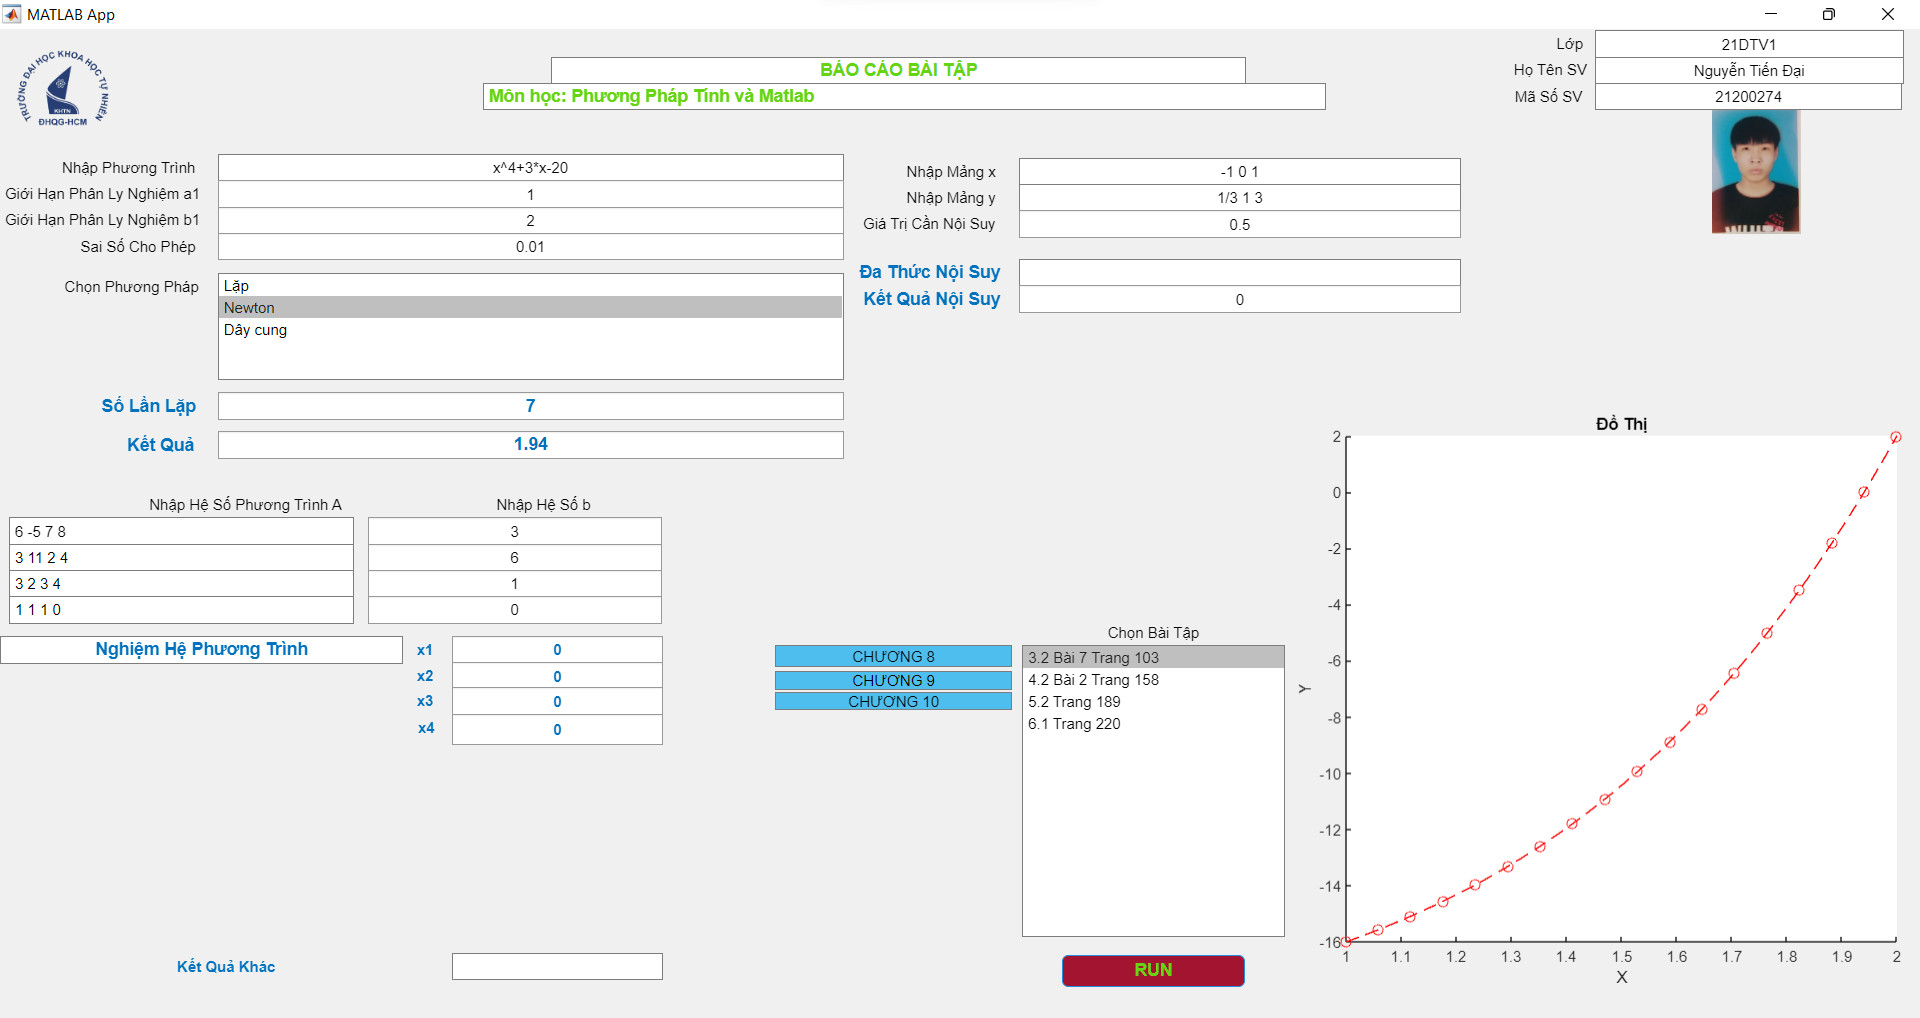 MATLAB App
TRƯỜNG ĐẠI HỌC KHOA HỌC TỰ NHIÊN
KHTN
ĐHQG-HCM
BÁO CÁO BÀI TẬP
Môn học: Phương Pháp Tính và Matlab
Lớp 21DTV1
Họ Tên SV Nguyễn Tiến Đại
Mã Số SV 21200274
Nhập Phương Trình x^4+3*x-20
Giới Hạn Phân Ly Nghiệm a1 1
Giới Hạn Phân Ly Nghiệm b1 2
Sai Số Cho Phép 0.01
Chọn Phương Pháp
Lặp
Newton
Dây cung
Số Lần Lặp 7
Kết Quả 1.94
Nhập Mảng x -1 0 1
Nhập Mảng y 1/3 1 3
Giá Trị Cần Nội Suy 0.5
Đa Thức Nội Suy
Kết Quả Nội Suy 0
Nhập Hệ Số Phương Trình A
6 -5 7 8
3 11 2 4
3 2 3 4
1 1 1 0
Nhập Hệ Số b
3
6
1
0
Nghiệm Hệ Phương Trình
x1 0
x2 0
x3 0
x4 0
Kết Quả Khác
CHƯƠNG 8
CHƯƠNG 9
CHƯƠNG 10
Chọn Bài Tập
3.2 Bài 7 Trang 103
4.2 Bài 2 Trang 158
5.2 Trang 189
6.1 Trang 220
RUN
Đồ Thị
2
0
-2
-4
-6
-8
-10
-12
-14
-16
Y
1 1.1 1.2 1.3 1.4 1.5 1.6 1.7 1.8 1.9 2
X